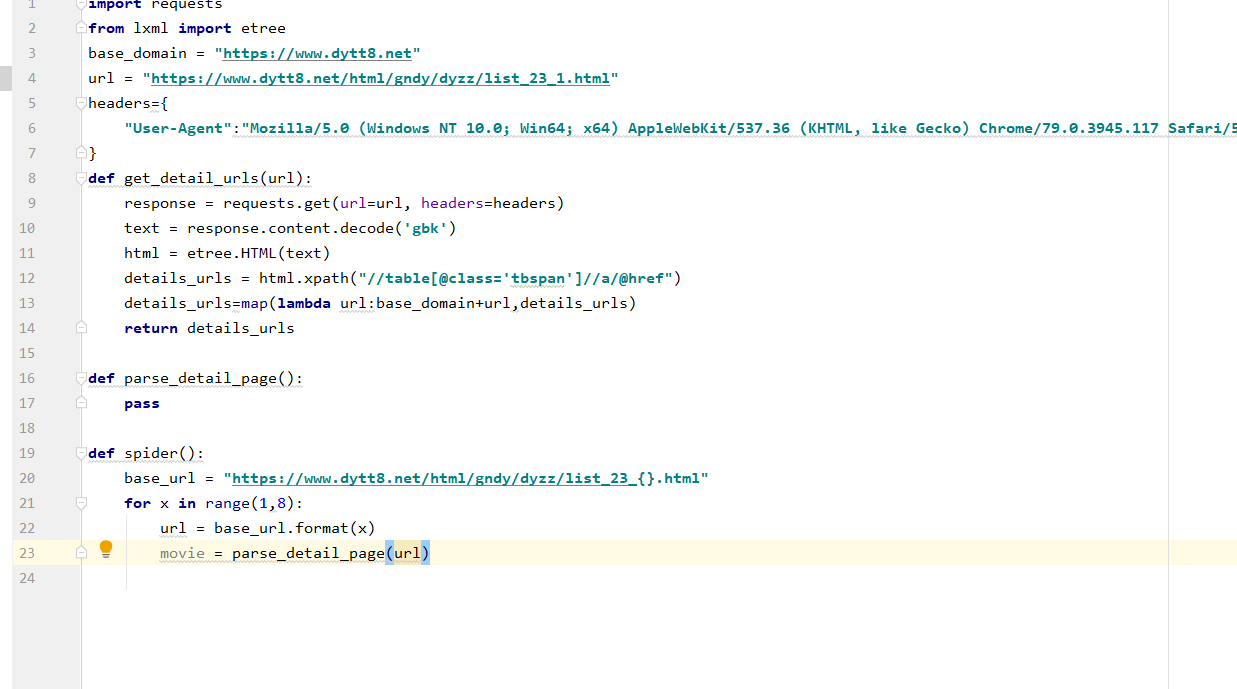 1 import requests
2 from lxml import etree
3 base_domain = "https://www.dytt8.net"
4 url = "https://www.dytt8.net/html/gndy/dyzz/list_23_1.html"
5 headers={
6     "User-Agent":"Mozilla/5.0 (Windows NT 10.0; Win64; x64) AppleWebKit/537.36 (KHTML, like Gecko) Chrome/79.0.3945.117 Safari/5
7 }
8 def get_detail_urls(url):
9     response = requests.get(url=url, headers=headers)
10     text = response.content.decode('gbk')
11     html = etree.HTML(text)
12     details_urls = html.xpath("//table[@class='tbspan']//a/@href")
13     details_urls=map(lambda url:base_domain+url,details_urls)
14     return details_urls
15
16 def parse_detail_page():
17     pass
18
19 def spider():
20     base_url = "https://www.dytt8.net/html/gndy/dyzz/list_23_{}.html"
21     for x in range(1,8):
22         url = base_url.format(x)
23         movie = parse_detail_page(url)
24